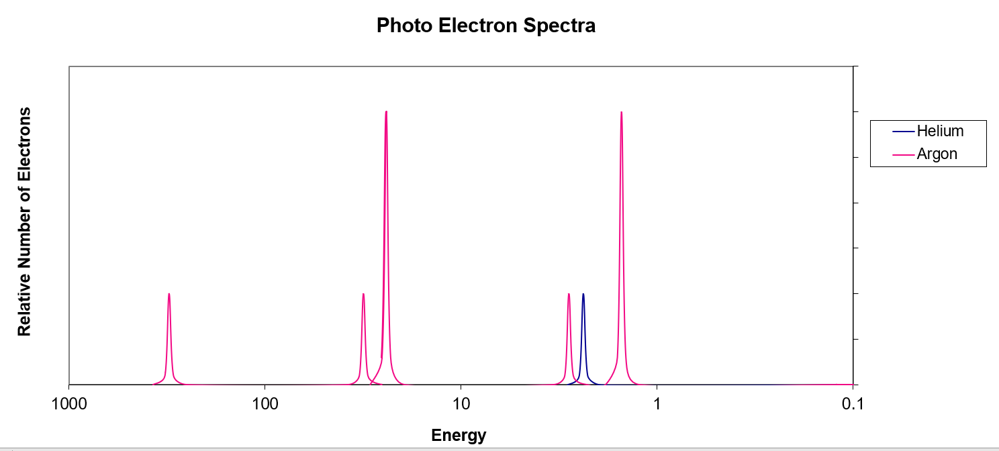 Photo Electron Spectra
Relative Number of Electrons
Helium
Argon
1000
100
10
1
0.1
Energy